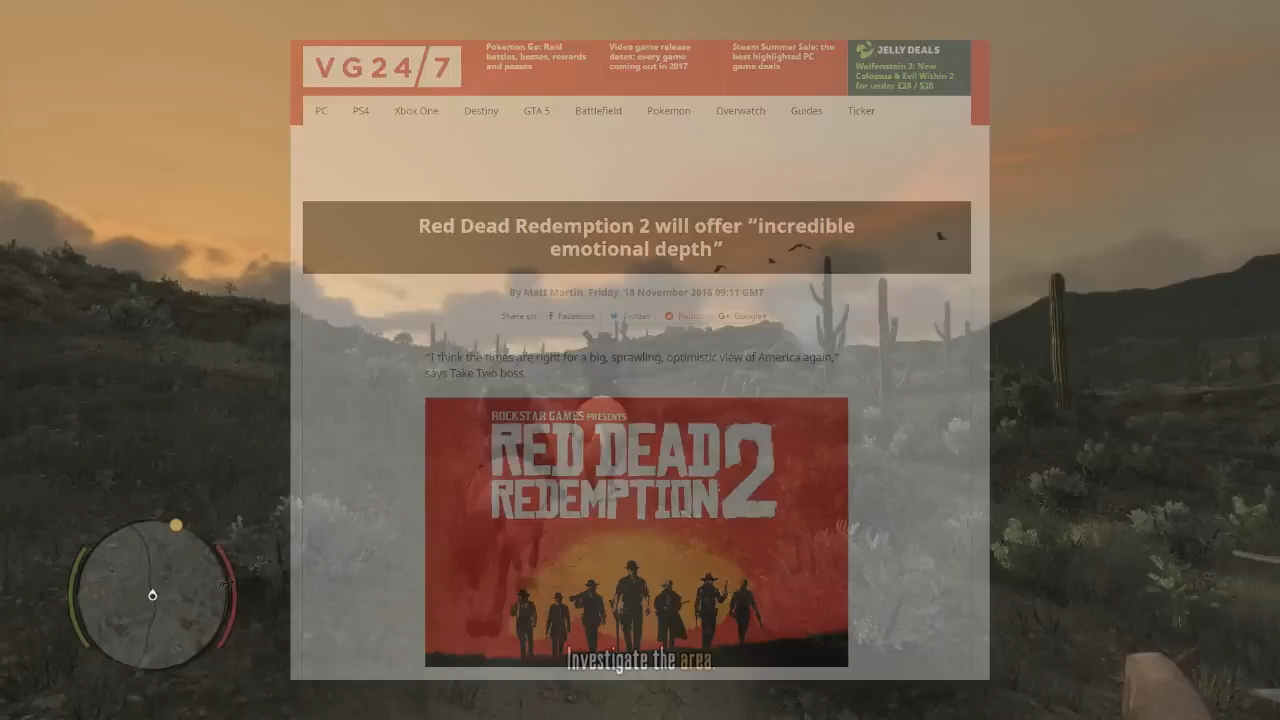 VG24/7
Pokemon Go: Raid
battles, bosses, rewards
and passes
Video game release
dates: every game
coming out in 2017
Steam Summer Sale: the
best highlighted PC
game deals
JELLY DEALS
Wolfenstein 2: New
Colossus & Evil Within 2
for under £28 / $36
PC PS4 Xbox One Destiny GTA 5 Battlefield Pokemon Overwatch Guides Ticker
Red Dead Redemption 2 will offer “incredible
emotional depth”
By Matt Martin, Friday, 18 November 2016 09:11 GMT
Share on Facebook Twitter Reddit Google+
“I think the times are right for a big, sprawling, optimistic view of America again,”
says Take Two boss.
ROCKSTAR GAMES PRESENTS
RED DEAD
REDEMPTION 2
Investigate the area.